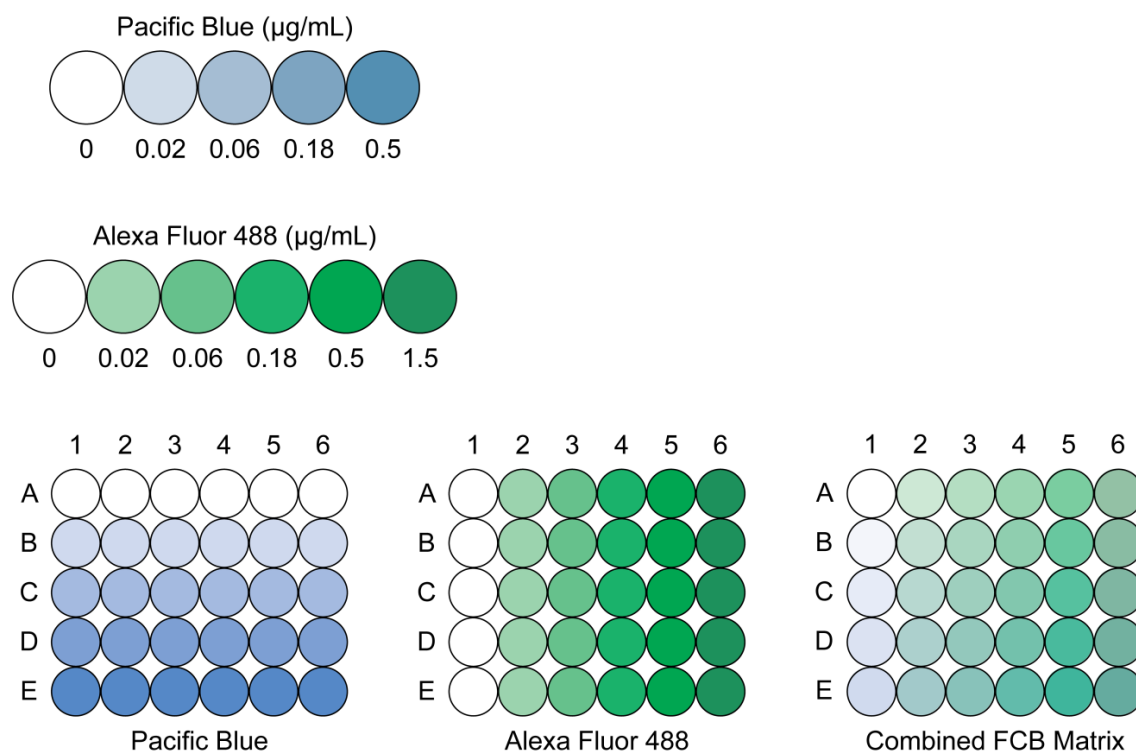 Pacific Blue (µg/mL)
0 0.02 0.06 0.18 0.5
Alexa Fluor 488 (µg/mL)
0 0.02 0.06 0.18 0.5 1.5
1 2 3 4 5 6
A
B
C
D
E
Pacific Blue
1 2 3 4 5 6
A
B
C
D
E
Alexa Fluor 488
1 2 3 4 5 6
A
B
C
D
E
Combined FCB Matrix